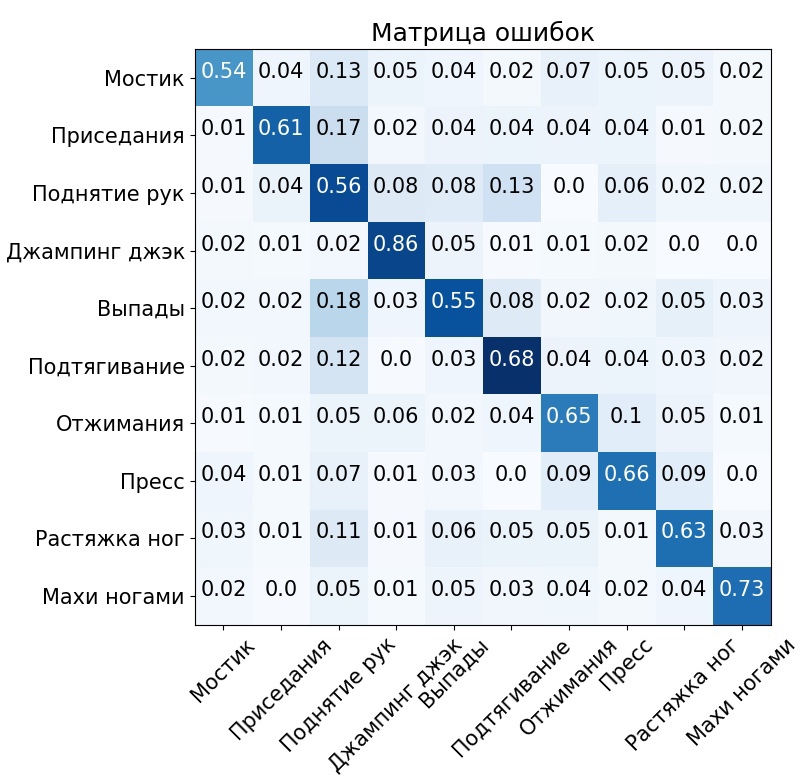 Матрица ошибок
Мостик 0.54 0.04 0.13 0.05 0.04 0.02 0.07 0.05 0.05 0.02
Приседания 0.01 0.61 0.17 0.02 0.04 0.04 0.04 0.04 0.01 0.02
Поднятие рук 0.01 0.04 0.56 0.08 0.08 0.13 0.0 0.06 0.02 0.02
Джампинг джэк 0.02 0.01 0.02 0.86 0.05 0.01 0.01 0.02 0.0 0.0
Выпады 0.02 0.02 0.18 0.03 0.55 0.08 0.02 0.02 0.05 0.03
Подтягивание 0.02 0.02 0.12 0.0 0.03 0.68 0.04 0.04 0.03 0.02
Отжимания 0.01 0.01 0.05 0.06 0.02 0.04 0.65 0.1 0.05 0.01
Пресс 0.04 0.01 0.07 0.01 0.03 0.0 0.09 0.66 0.09 0.0
Растяжка ног 0.03 0.01 0.11 0.01 0.06 0.05 0.05 0.01 0.63 0.03
Махи ногами 0.02 0.0 0.05 0.01 0.05 0.03 0.04 0.02 0.04 0.73
Мостик
Приседания
Поднятие рук
Джампинг джэк
Выпады
Подтягивание
Отжимания
Пресс
Растяжка ног
Махи ногами